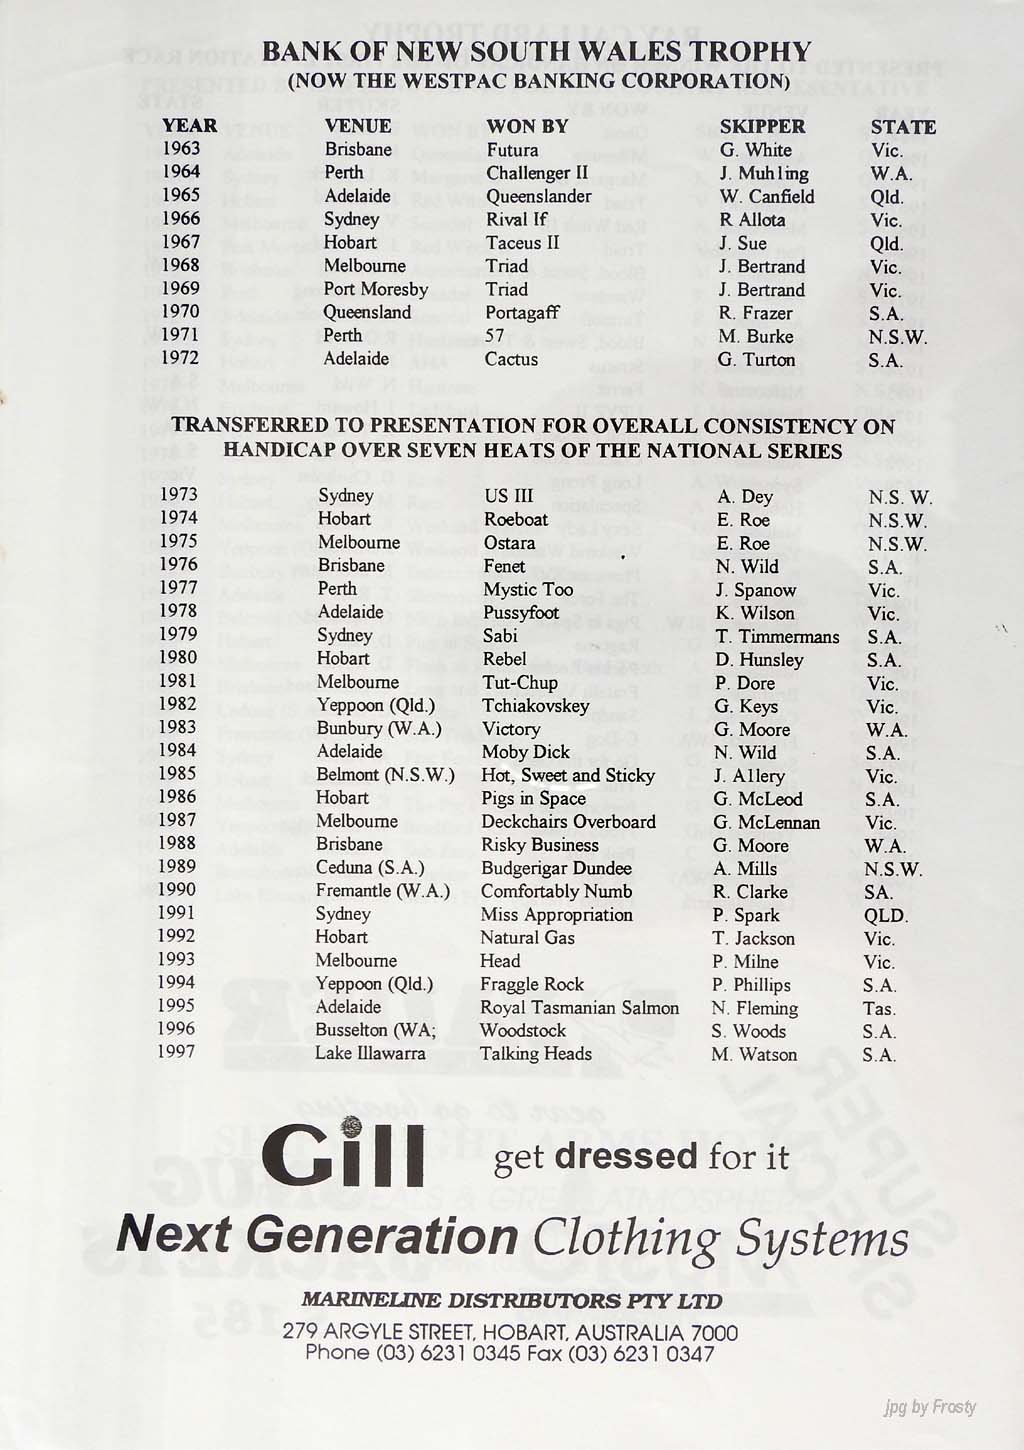 BANK OF NEW SOUTH WALES TROPHY
(NOW THE WESTPAC BANKING CORPORATION)
YEAR VENUE WON BY SKIPPER STATE
1963 Brisbane Futura G. White Vic.
1964 Perth Challenger II J. Muhling W.A.
1965 Adelaide Queenslander W. Canfield Qld.
1966 Sydney Rival If R Allota Vic.
1967 Hobart Taceus II J. Sue Qld.
1968 Melbourne Triad J. Bertrand Vic.
1969 Port Moresby Triad J. Bertrand Vic.
1970 Queensland Portagaff R. Frazer S.A.
1971 Perth 57 M. Burke N.S.W.
1972 Adelaide Cactus G. Turton S.A.
TRANSFERRED TO PRESENTATION FOR OVERALL CONSISTENCY ON
HANDICAP OVER SEVEN HEATS OF THE NATIONAL SERIES
1973 Sydney US III A. Dey N.S. W.
1974 Hobart Roeboat E. Roe N.S.W.
1975 Melbourne Ostara E. Roe N.S.W.
1976 Brisbane Fenet N. Wild S.A.
1977 Perth Mystic Too J. Spanow Vic.
1978 Adelaide Pussyfoot K. Wilson Vic.
1979 Sydney Sabi T. Timmermans S.A.
1980 Hobart Rebel D. Hunsley S.A.
1981 Melbourne Tut-Chup P. Dore Vic.
1982 Yeppoon (Qld.) Tchiakovskey G. Keys Vic.
1983 Bunbury (W.A.) Victory G. Moore W.A.
1984 Adelaide Moby Dick N. Wild S.A.
1985 Belmont (N.S.W.) Hot, Sweet and Sticky J. Allery Vic.
1986 Hobart Pigs in Space G. McLeod S.A.
1987 Melbourne Deckchairs Overboard G. McLennan Vic.
1988 Brisbane Risky Business G. Moore W.A.
1989 Ceduna (S.A.) Budgerigar Dundee A. Mills N.S.W.
1990 Fremantle (W.A.) Comfortably Numb R. Clarke SA.
1991 Sydney Miss Appropriation P. Spark QLD.
1992 Hobart Natural Gas T. Jackson Vic.
1993 Melbourne Head P. Milne Vic.
1994 Yeppoon (Qld.) Fraggle Rock P. Phillips S.A.
1995 Adelaide Royal Tasmanian Salmon N. Fleming Tas.
1996 Busselton (WA; Woodstock S. Woods S.A.
1997 Lake Illawarra Talking Heads M. Watson S.A.
Gill get dressed for it
Next Generation Clothing Systems
MARINELINE DISTRIBUTORS PTY LTD
279 ARGYLE STREET, HOBART, AUSTRALIA 7000
Phone (03) 6231 0345 Fax (03) 6231 0347
jpg by Frosty